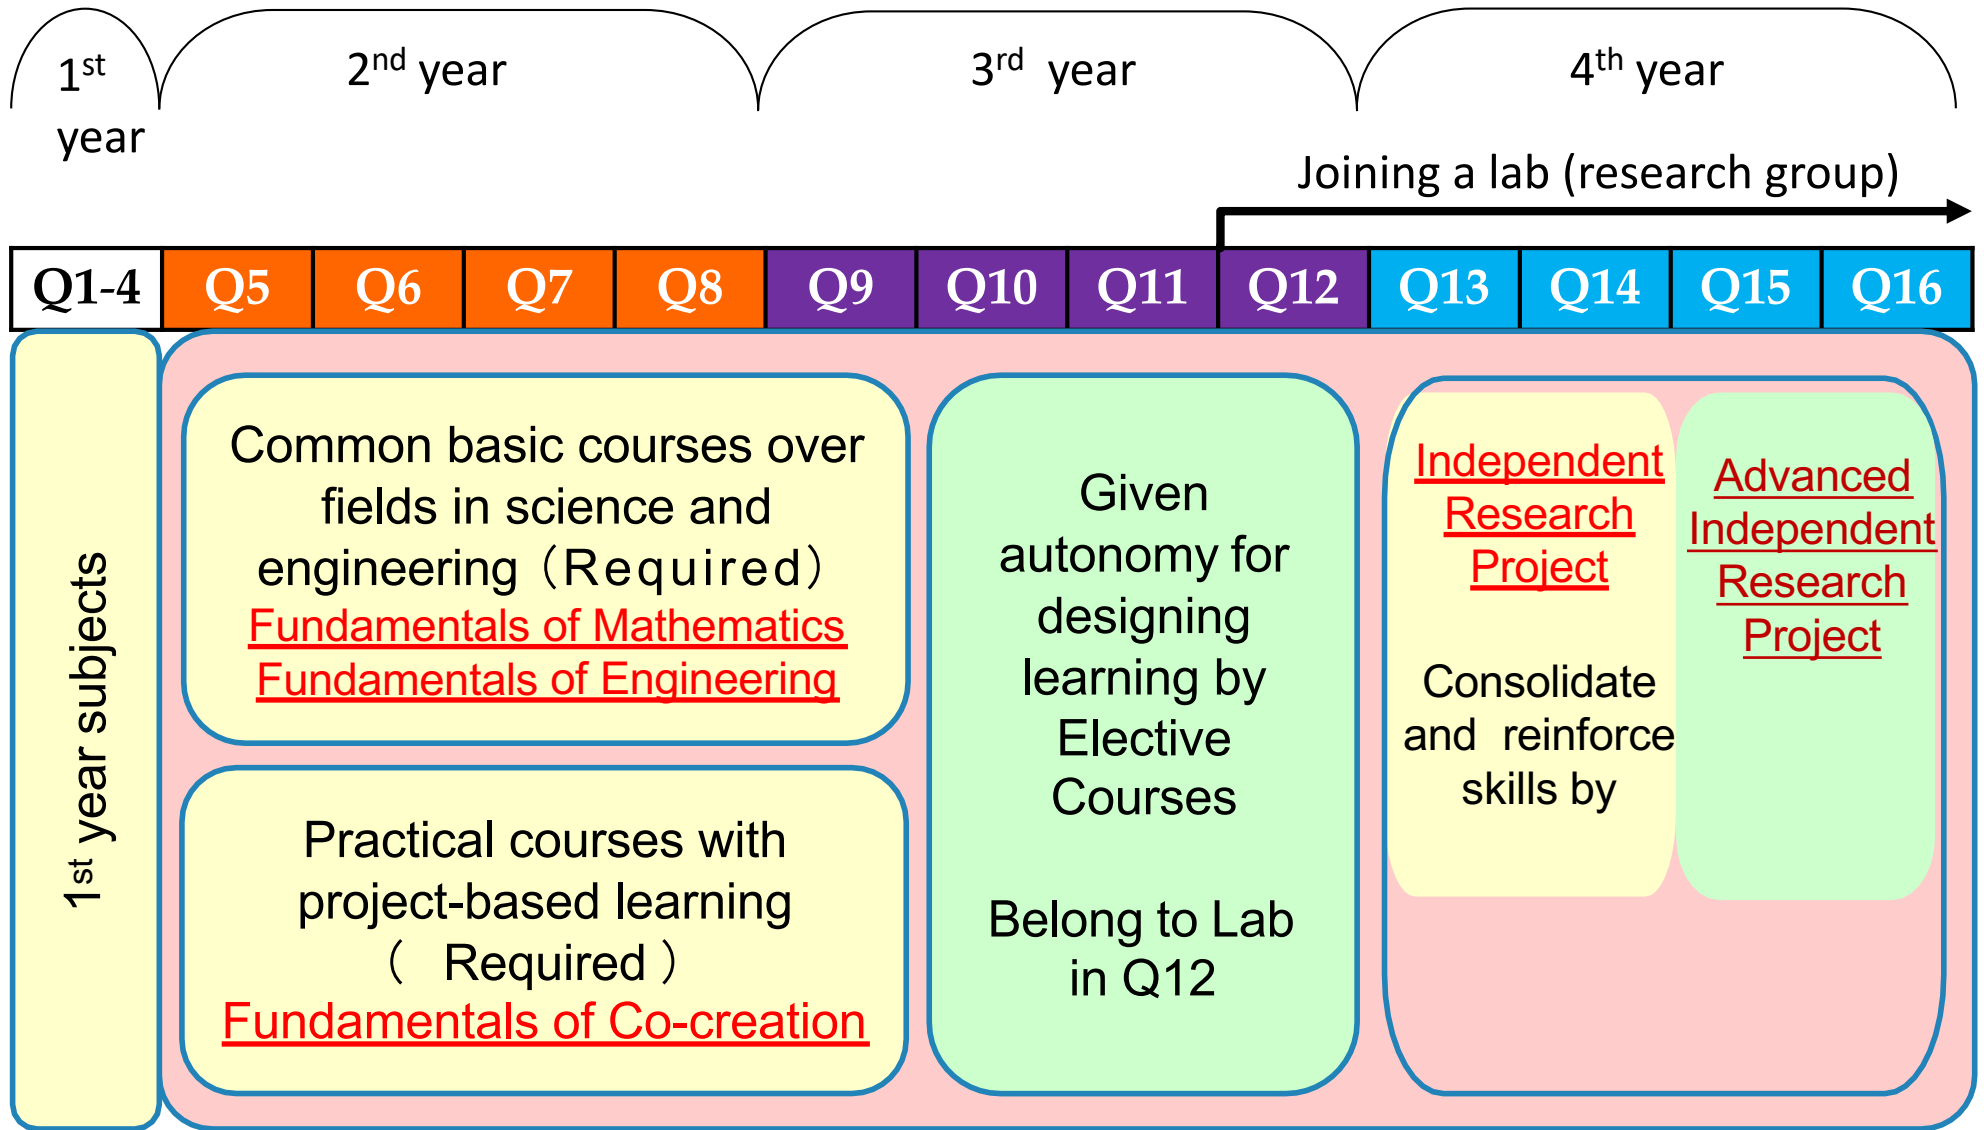 1st
year
2nd year
3rd year
4th year
Joining a lab (research group)
Q1-4
Q5
Q6
Q7
Q8
Q9
Q10
Q11
Q12
Q13
Q14
Q15
Q16
1st year subjects
Common basic courses over
fields in science and
engineering（Required）
Fundamentals of Mathematics
Fundamentals of Engineering
Practical courses with
project-based learning
（ Required ）
Fundamentals of Co-creation
Given
autonomy for
designing
learning by
Elective
Courses
Belong to Lab
in Q12
Independent
Research
Project
Consolidate
and reinforce
skills by
Advanced
Independent
Research
Project